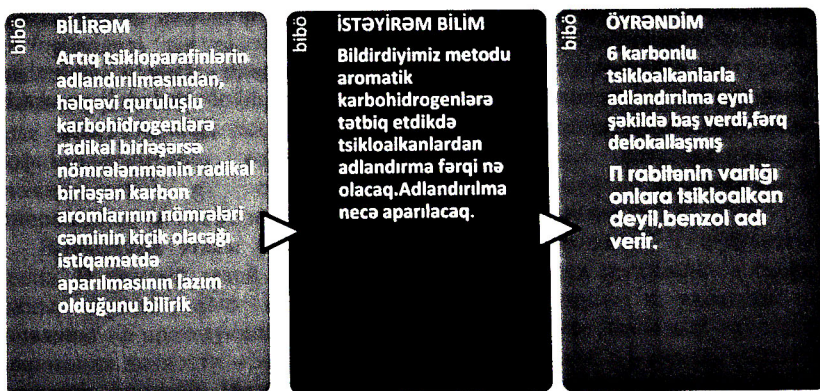 bibö
BİLİRƏM
Artıq tsikloparafinlərin
adlandırılmasından,
həlqəvi quruluşlu
karbohidrogenlərə
radikal birləşərsə
nömrələnmənin radikal
birləşən karbon
aromlarının nömrələri
cəminin kiçik olacağı
istiqamətdə
aparılmasının lazım
olduğunu bilirik
bibö
İSTƏYİRƏM BİLİM
Bildirdiyimiz metodu
aromatik
karbohidrogenlərə
tətbiq etdikdə
tsikloalkanlardan
adlandırma fərqi nə
olacaq.Adlandırılma
necə aparılacaq.
bibö
ÖYRƏNDİM
6 karbonlu
tsikloalkanlarla
adlandırılma eyni
şəkildə baş verdi,fərq
delokallaşmış
П rabitenin varlığı
onlara tsikloalkan
deyil,benzol adı
verir.